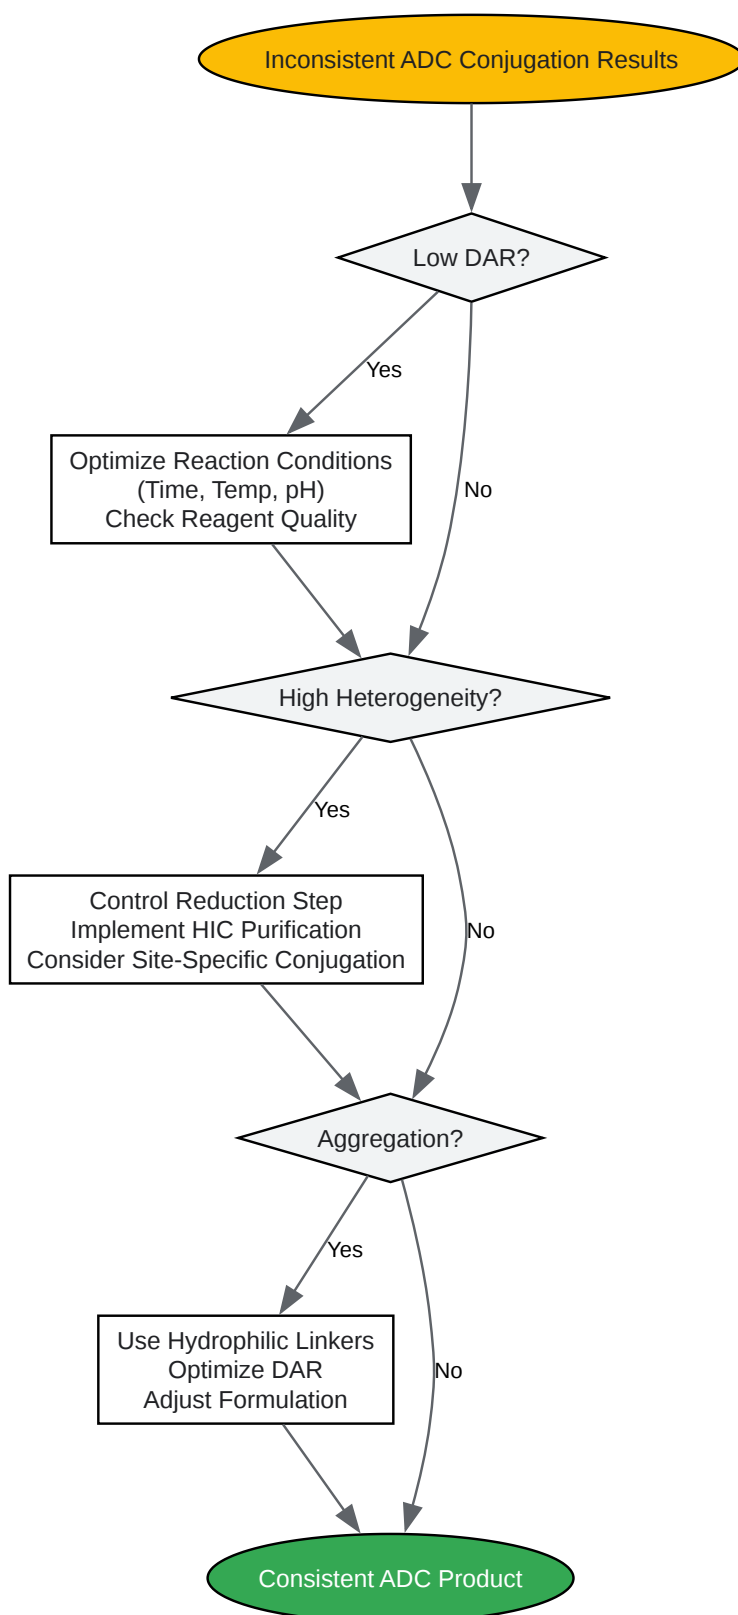 Inconsistent ADC Conjugation Results
Low DAR?
Yes
Optimize Reaction Conditions
(Time, Temp, pH)
Check Reagent Quality
No
High Heterogeneity?
Yes
Control Reduction Step
Implement HIC Purification
Consider Site-Specific Conjugation
No
Aggregation?
Yes
Use Hydrophilic Linkers
Optimize DAR
Adjust Formulation
No
Consistent ADC Product